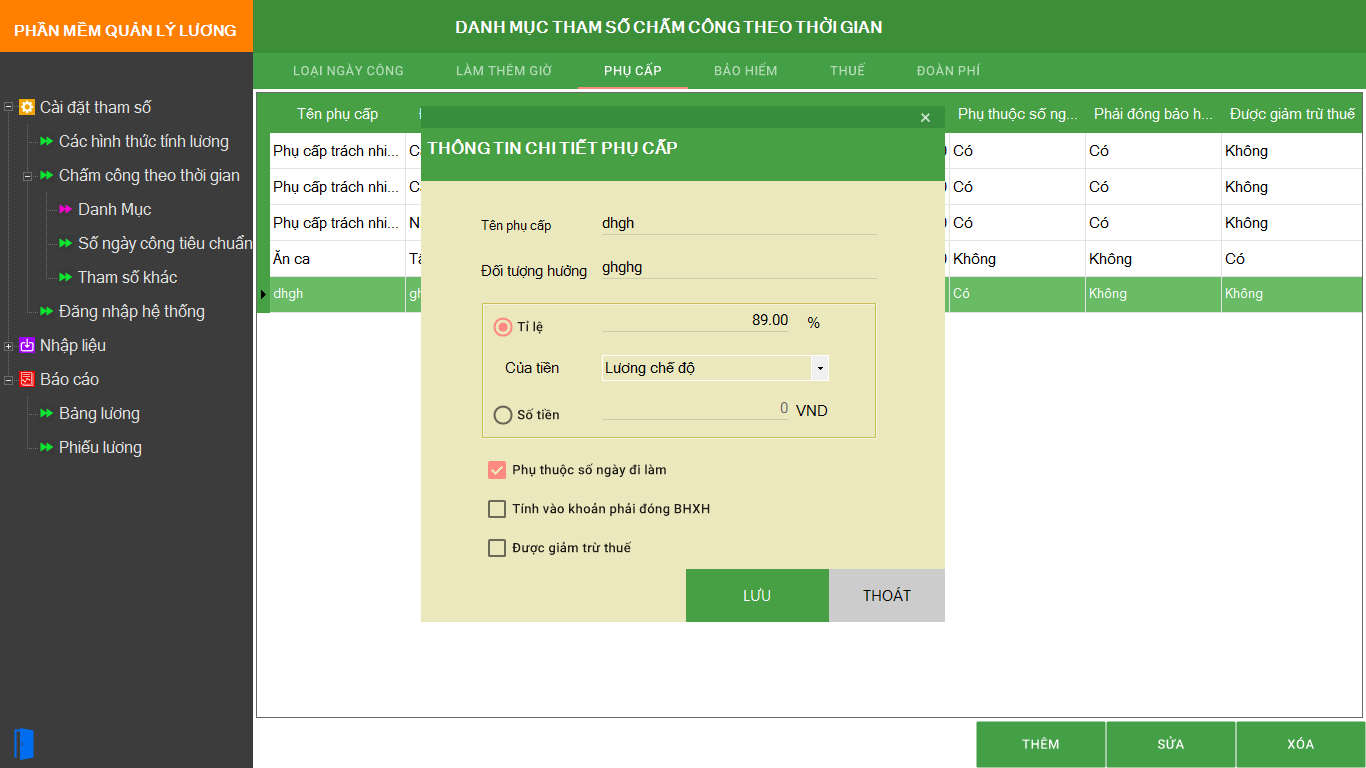 PHẦN MỀM QUẢN LÝ LƯƠNG
DANH MỤC THAM SỐ CHẤM CÔNG THEO THỜI GIAN
LOẠI NGÀY CÔNG
LÀM THÊM GIỜ
PHỤ CẤP
BẢO HIỂM
THUẾ
ĐOÀN PHÍ
Cài đặt tham số
Các hình thức tính lương
Chấm công theo thời gian
Danh Mục
Số ngày công tiêu chuẩn
Tham số khác
Đăng nhập hệ thống
Nhập liệu
Báo cáo
Bảng lương
Phiếu lương
Tên phụ cấp
Phụ thuộc số ng...
Phải đóng bảo h...
Được giảm trừ thuế
Phụ cấp trách nhi...
Có
Có
Không
Phụ cấp trách nhi...
Có
Có
Không
Phụ cấp trách nhi...
Có
Có
Không
Ăn ca
Không
Không
Có
dhgh
Có
Không
Không
THÔNG TIN CHI TIẾT PHỤ CẤP
Tên phụ cấp
dhgh
Đối tượng hưởng
ghghg
Tỉ lệ
89.00
%
Của tiền
Lương chế độ
Số tiền
0
VND
Phụ thuộc số ngày đi làm
Tính vào khoản phải đóng BHXH
Được giảm trừ thuế
LƯU
THOÁT
THÊM
SỬA
XÓA